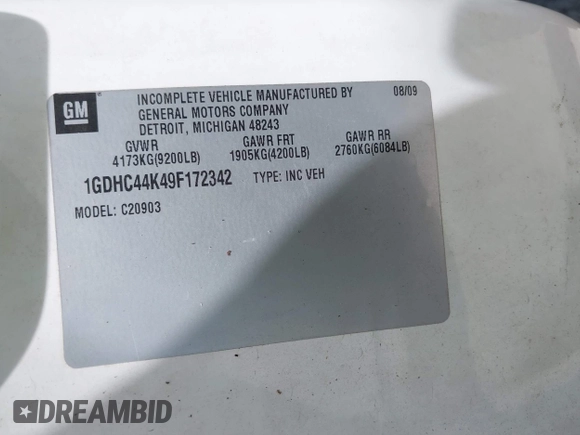 GM
INCOMPLETE VEHICLE MANUFACTURED BY 08/09
GENERAL MOTORS COMPANY
DETROIT, MICHIGAN 48243
GVWR GAWR FRT GAWR RR
4173KG(9200LB) 1905KG(4200LB) 2760KG(6084LB)
1GDHC44K49F172342 TYPE: INC VEH
MODEL: C20903
DREAMBID